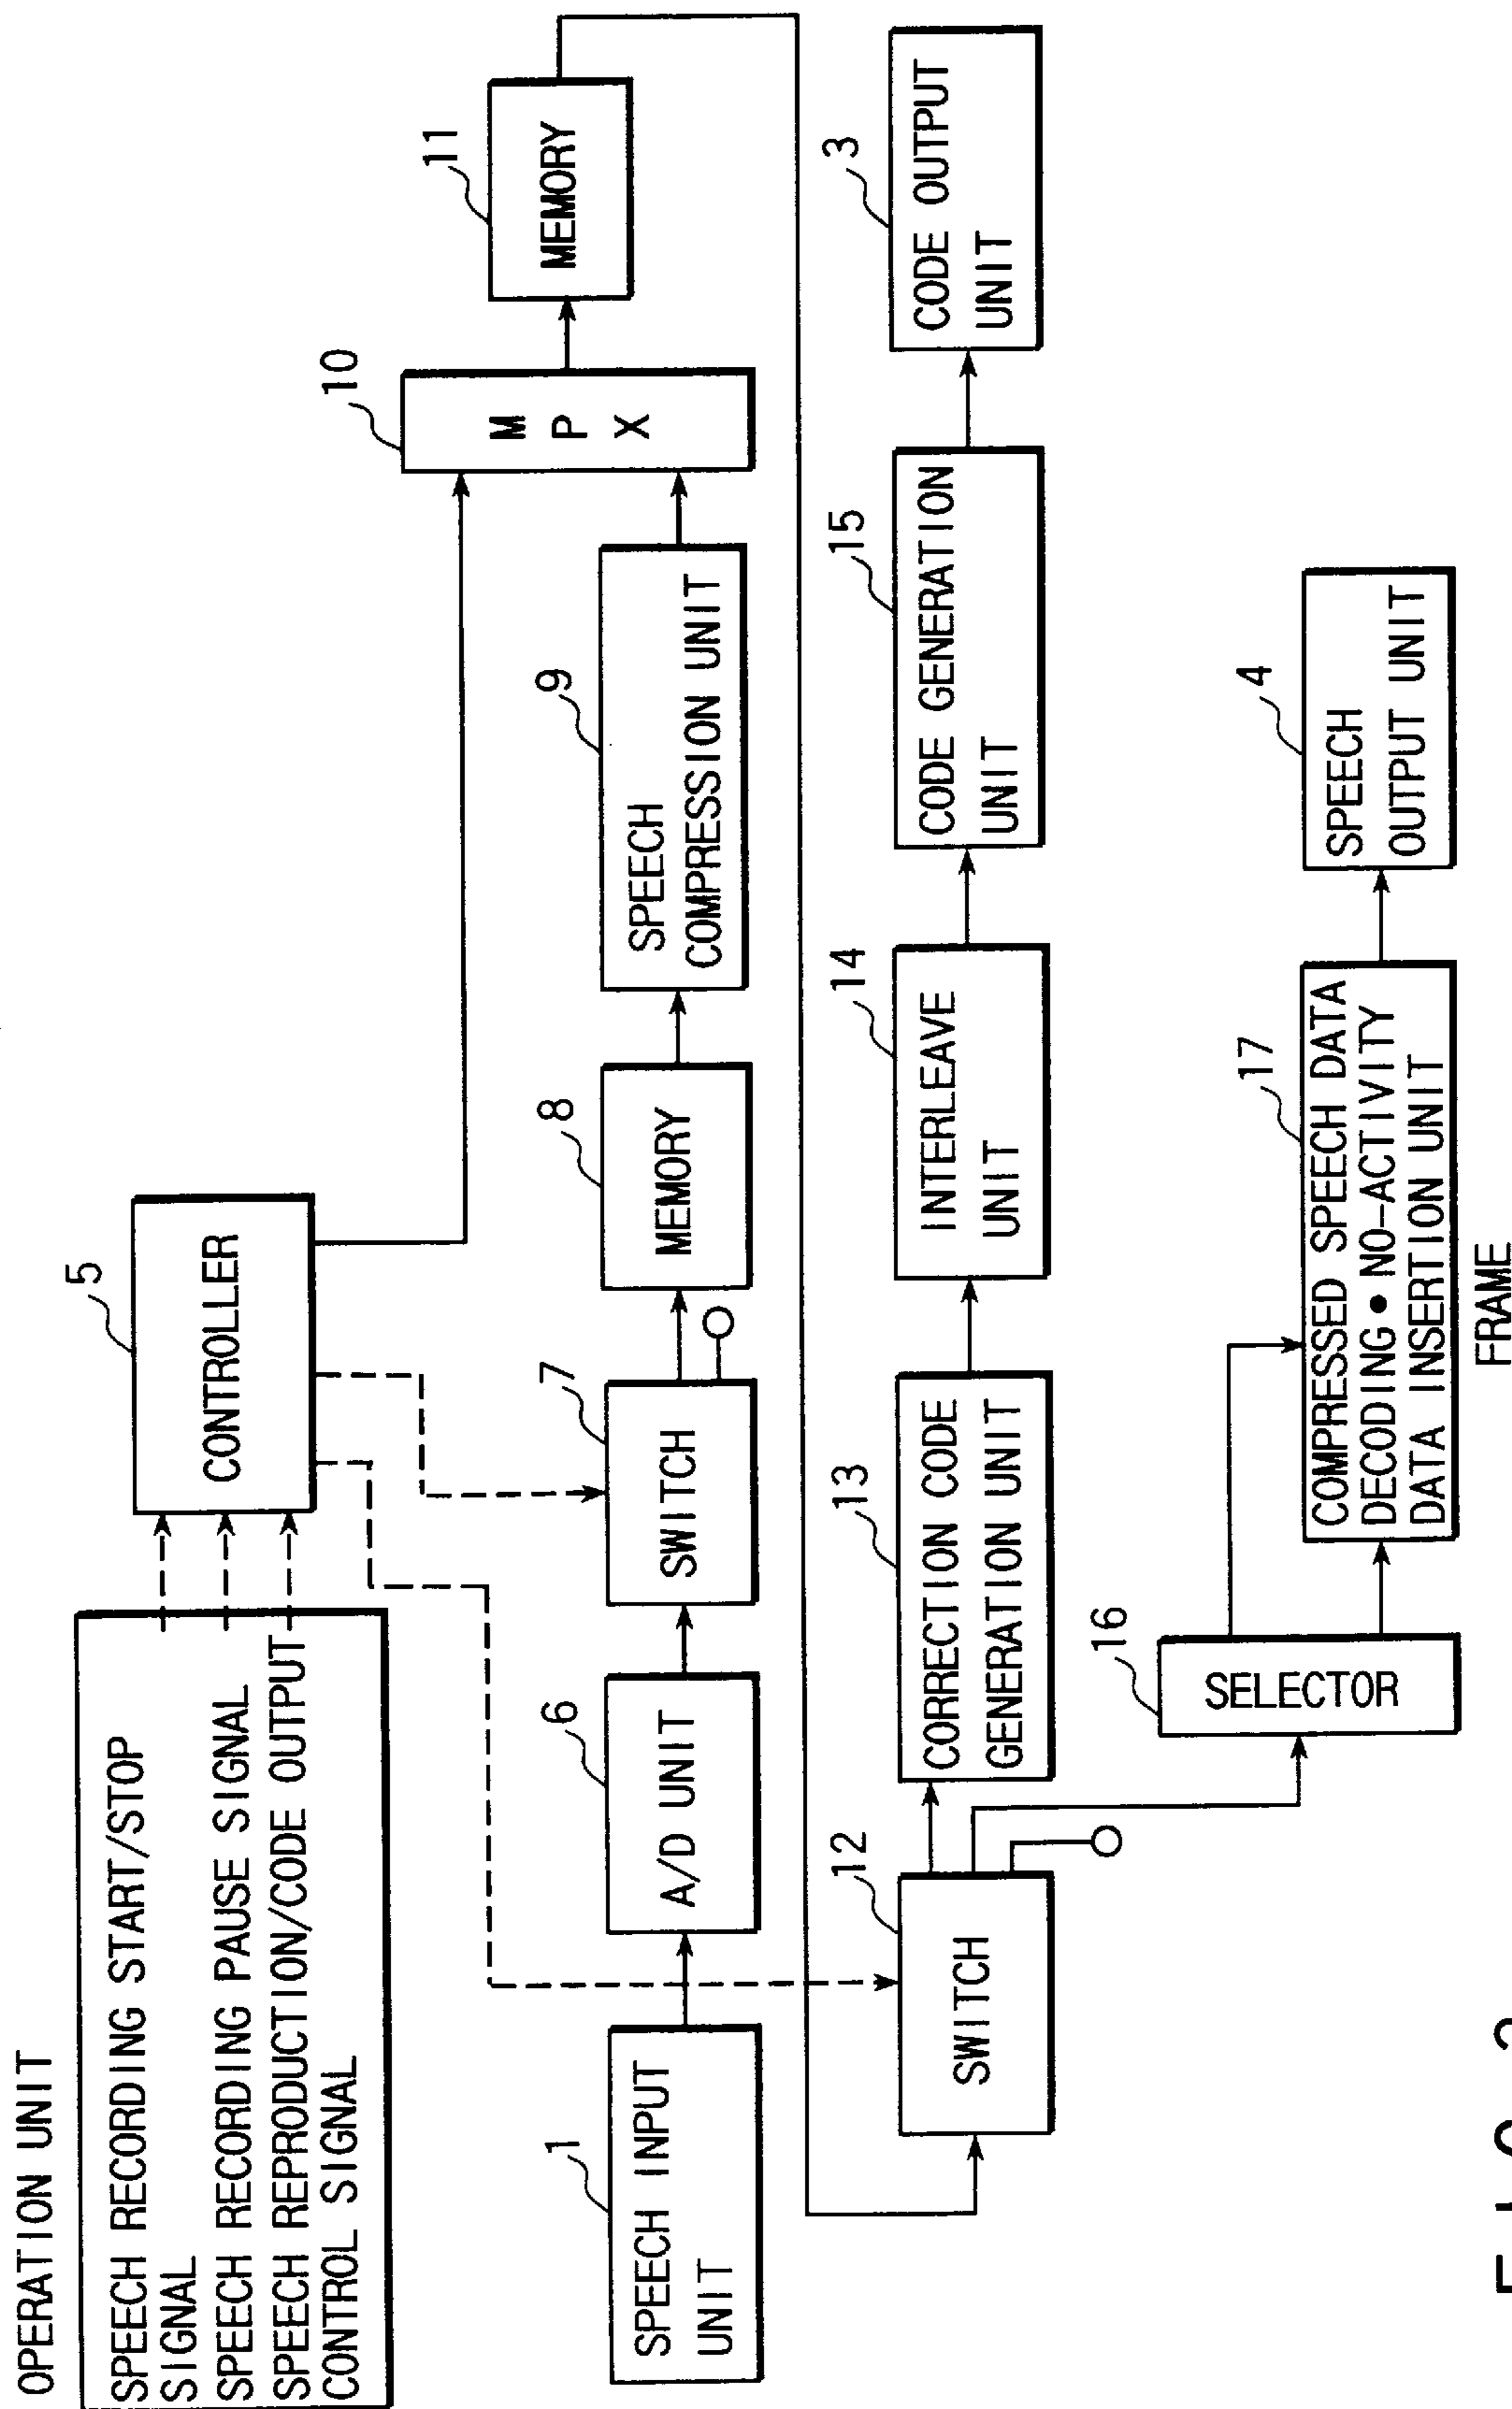 OPERATION UNIT
SPEECH RECORDING START/STOP
SIGNAL
SPEECH RECORDING PAUSE SIGNAL
SPEECH REPRODUCTION/CODE OUTPUT
CONTROL SIGNAL
5
CONTROLLER
1
SPEECH INPUT
UNIT
6
A/D UNIT
7
SWITCH
8
MEMORY
9
SPEECH
COMPRESSION UNIT
10
MPX
11
MEMORY
12
SWITCH
13
CORRECTION CODE
GENERATION UNIT
14
INTERLEAVE
UNIT
15
CODE GENERATION
UNIT
3
CODE OUTPUT
UNIT
16
SELECTOR
17
COMPRESSED SPEECH DATA
DECODING • NO-ACTIVITY
DATA INSERTION UNIT
FRAME
4
SPEECH
OUTPUT UNIT